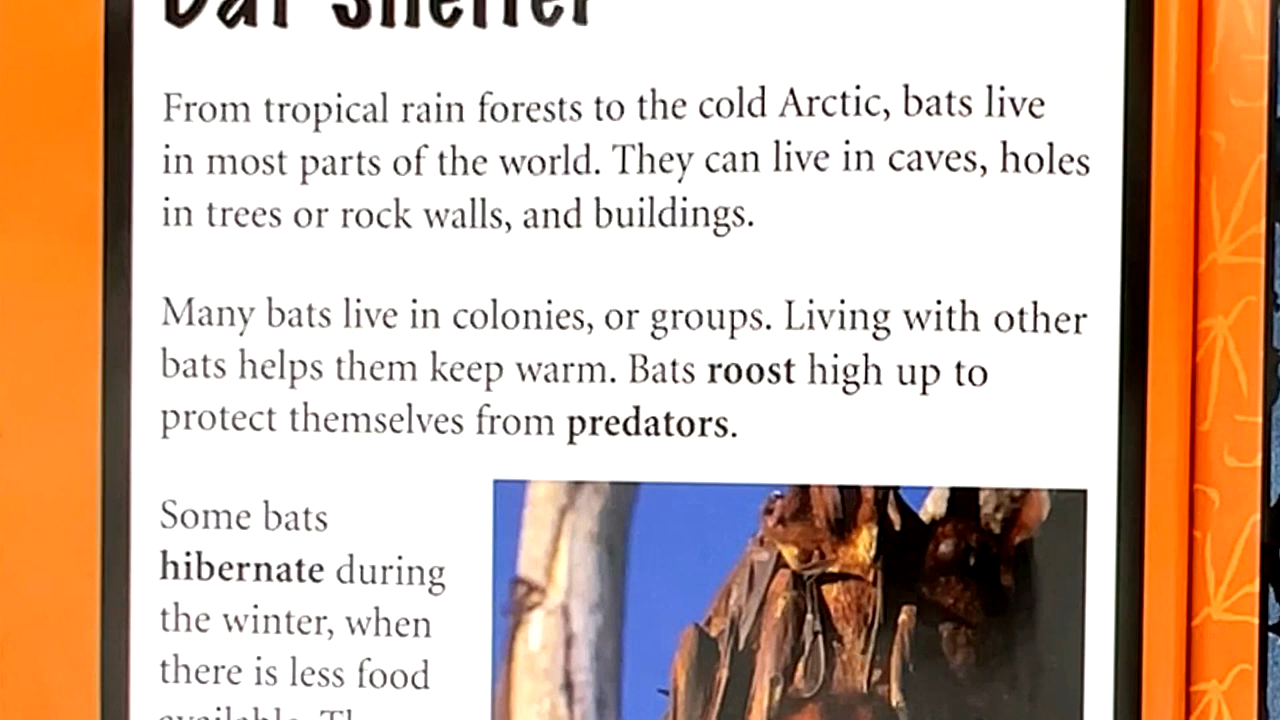 Bat Shelter
From tropical rain forests to the cold Arctic, bats live
in most parts of the world. They can live in caves, holes
in trees or rock walls, and buildings.
Many bats live in colonies, or groups. Living with other
bats helps them keep warm. Bats roost high up to
protect themselves from predators.
Some bats
hibernate during
the winter, when
there is less food